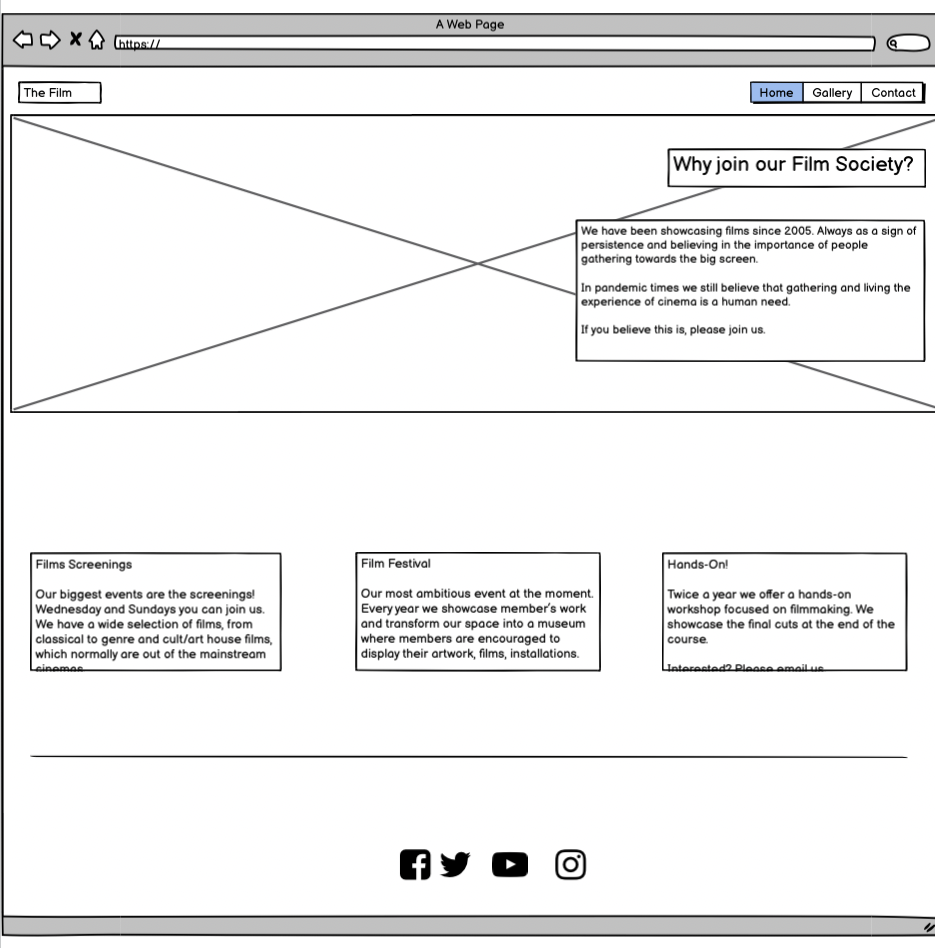 A Web Page
https://
The Film
Home
Gallery
Contact
Why join our Film Society?
We have been showcasing films since 2005. Always as a sign of
persistence and believing in the importance of people
gathering towards the big screen.
In pandemic times we still believe that gathering and living the
experience of cinema is a human need.
If you believe this is, please join us.
Films Screenings
Our biggest events are the screenings!
Wednesday and Sundays you can join us.
We have a wide selection of films, from
classical to genre and cult/art house films,
which normally are out of the mainstream
cinemas.
Film Festival
Our most ambitious event at the moment.
Every year we showcase member's work
and transform our space into a museum
where members are encouraged to
display their artwork, films, installations.
Hands-On!
Twice a year we offer a hands-on
workshop focused on filmmaking. We
showcase the final cuts at the end of the
course.
Interested? Please email us